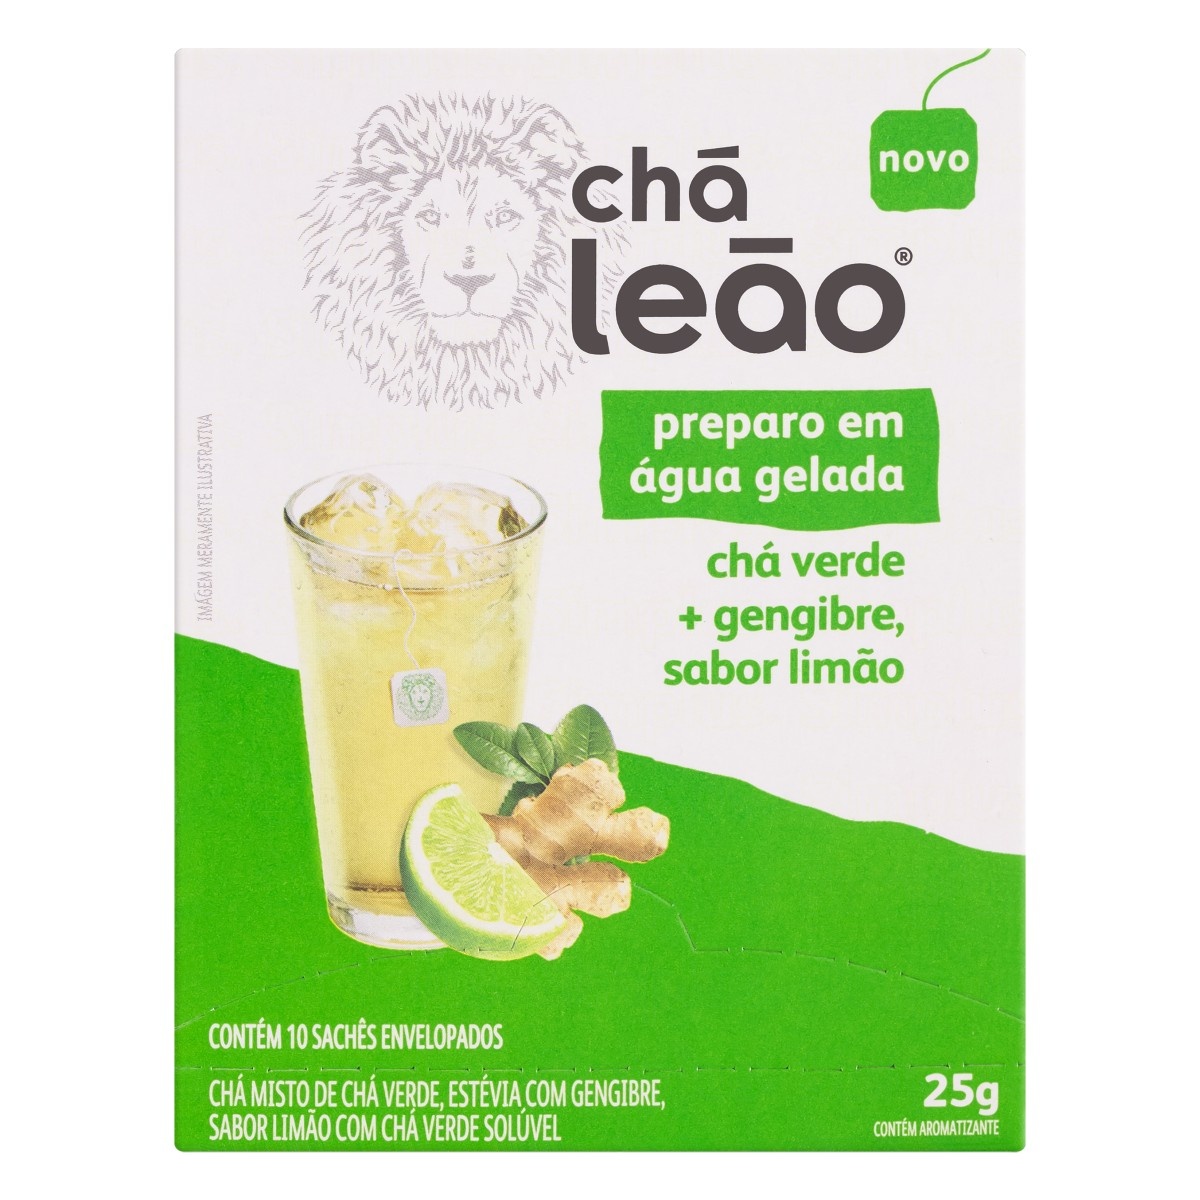 novo
chá
leão®
preparo em
água gelada
chá verde
+ gengibre,
sabor limão
IMÁGEM MERAMENTE ILUSTRATIVA
CONTÉM 10 SACHÊS ENVELOPADOS
CHÁ MISTO DE CHÁ VERDE, ESTÉVIA COM GENGIBRE,
SABOR LIMÃO COM CHÁ VERDE SOLÚVEL
25g
CONTÉM AROMATIZANTE